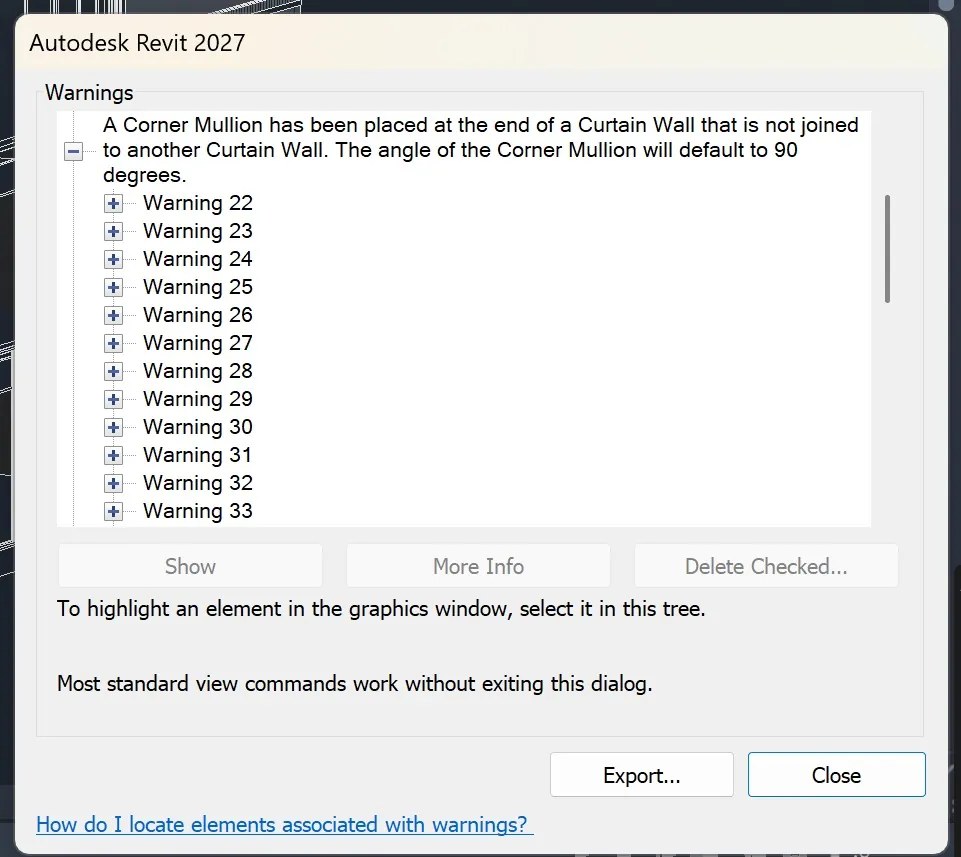 Autodesk Revit 2027
Warnings
A Corner Mullion has been placed at the end of a Curtain Wall that is not joined
to another Curtain Wall. The angle of the Corner Mullion will default to 90
degrees.
Warning 22
Warning 23
Warning 24
Warning 25
Warning 26
Warning 27
Warning 28
Warning 29
Warning 30
Warning 31
Warning 32
Warning 33
Show
More Info
Delete Checked...
To highlight an element in the graphics window, select it in this tree.
Most standard view commands work without exiting this dialog.
Export...
Close
How do I locate elements associated with warnings?